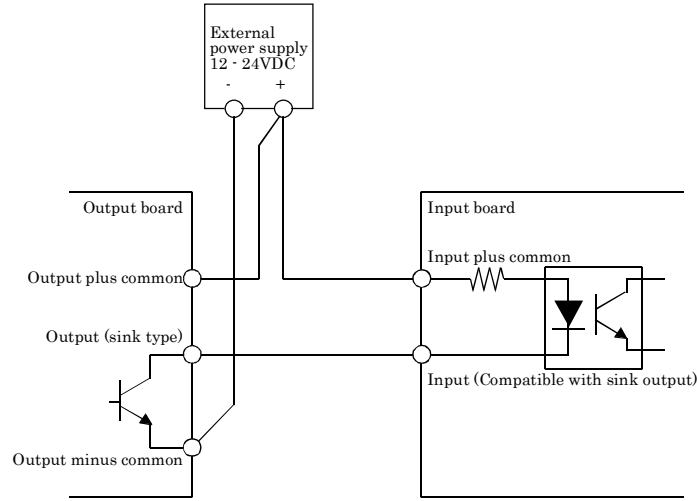 External
power supply
12 - 24VDC
- +
Output board
Input board
Input plus common
Output plus common
Output (sink type)
Input (Compatible with sink output)
Output minus common